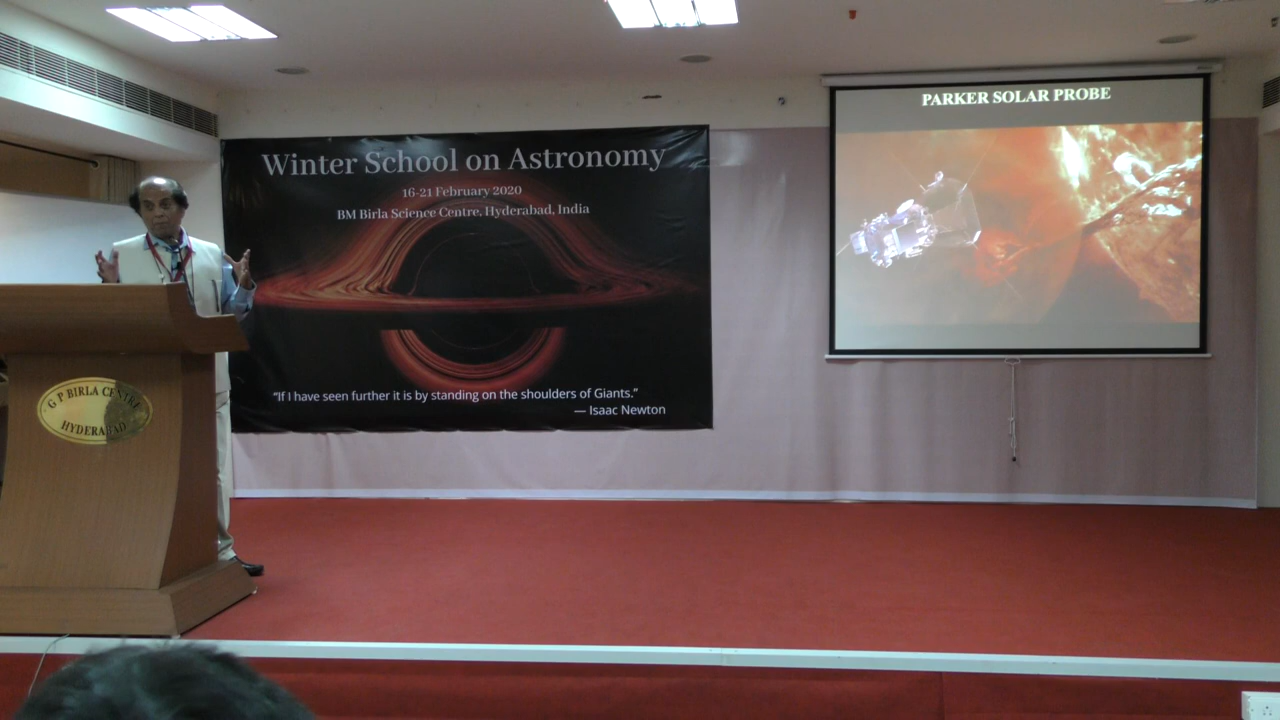 Winter School on Astronomy
16-21 February 2020
BM Birla Science Centre, Hyderabad, India
“If I have seen further it is by standing on the shoulders of Giants.”
— Isaac Newton
PARKER SOLAR PROBE
G P BIRLA CENTRE
HYDERABAD